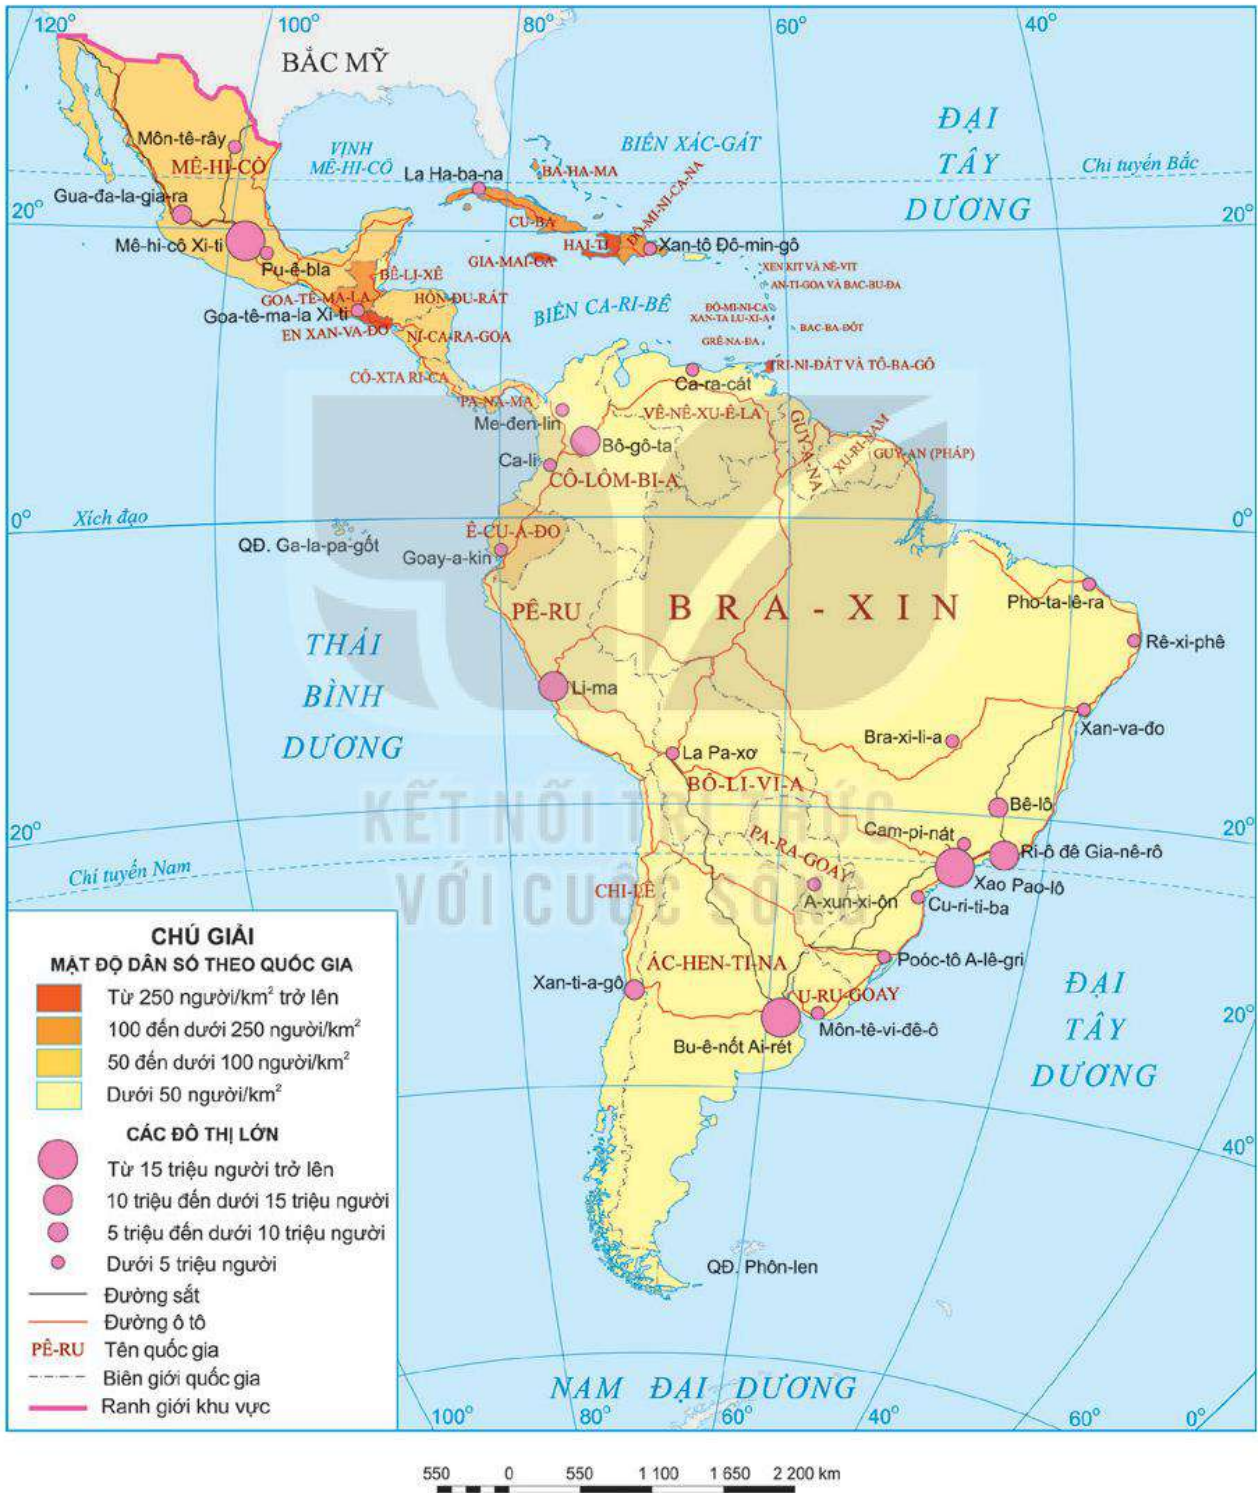 120°
100°
80°
60°
40°
BẮC MỸ
ĐẠI
TÂY
DƯƠNG
BIỂN XÁC-GÁT
VỊNH
MÊ-HI-CÔ
Chí tuyến Bắc
Môn-tê-rây
MÊ-HI-CÔ
La Ha-ba-na
BA-HA-MA
Gua-đa-la-gia-ra
20°
20°
CU-BA
ĐÔ-MI-NI-CA-NA
HAI-TI
Xan-tô Đô-min-gô
Mê-hi-cô Xi-ti
Pu-ê-bla
GIA-MAI-CA
BÊ-LI-XÊ
XEN KIT VÀ NÊ-VIT
AN-TI-GOA VÀ BAC-BU-ĐA
GOA-TÊ-MA-LA
HÔN-ĐU-RÁT
Goa-tê-ma-la Xi-ti
BIỂN CA-RI-BÊ
ĐÔ-MI-NI-CA
XAN-TA LU-XI-A
BAC-BA-ĐÔT
EN XAN-VA-ĐO
NI-CA-RA-GOA
GRÊ-NA-ĐA
CÔ-XTA RI-CA
TRI-NI-ĐÁT VÀ TÔ-BA-GÔ
Ca-ra-cát
PA-NA-MA
Me-đen-lin
VÊ-NÊ-XU-Ê-LA
GUY-A-NA
XU-RI-NAM
GUY-AN (PHÁP)
Bô-gô-ta
Ca-li
CÔ-LÔM-BI-A
0°
Xích đạo
0°
Ê-CU-A-ĐO
QĐ. Ga-la-pa-gốt
Goay-a-kin
PÊ-RU
BRA-XIN
Pho-ta-lê-ra
Rê-xi-phê
THÁI
BÌNH
DƯƠNG
Li-ma
Xan-va-đo
Bra-xi-li-a
La Pa-xơ
BÔ-LI-VI-A
KẾT NỐI TRI THỨC
VỚI CUỘC SỐNG
Bê-lô
20°
20°
Cam-pi-nát
PA-RA-GOAY
Ri-ô đê Gia-nê-rô
Chí tuyến Nam
Xao Pao-lô
CHI-LÊ
A-xun-xi-ôn
Cu-ri-ti-ba
ÁC-HEN-TI-NA
Poóc-tô A-lê-gri
Xan-ti-a-gô
U-RU-GOAY
Môn-tê-vi-đê-ô
Bu-ê-nốt Ai-rét
ĐẠI
TÂY
DƯƠNG
20°
40°
CHÚ GIẢI
MẬT ĐỘ DÂN SỐ THEO QUỐC GIA
Từ 250 người/km² trở lên
100 đến dưới 250 người/km²
50 đến dưới 100 người/km²
Dưới 50 người/km²
CÁC ĐÔ THỊ LỚN
Từ 15 triệu người trở lên
10 triệu đến dưới 15 triệu người
5 triệu đến dưới 10 triệu người
Dưới 5 triệu người
Đường sắt
Đường ô tô
PÊ-RU Tên quốc gia
Biên giới quốc gia
Ranh giới khu vực
QĐ. Phôn-len
NAM ĐẠI DƯƠNG
100°
80°
60°
40°
60°
0°
550 0 550 1 100 1 650 2 200 km